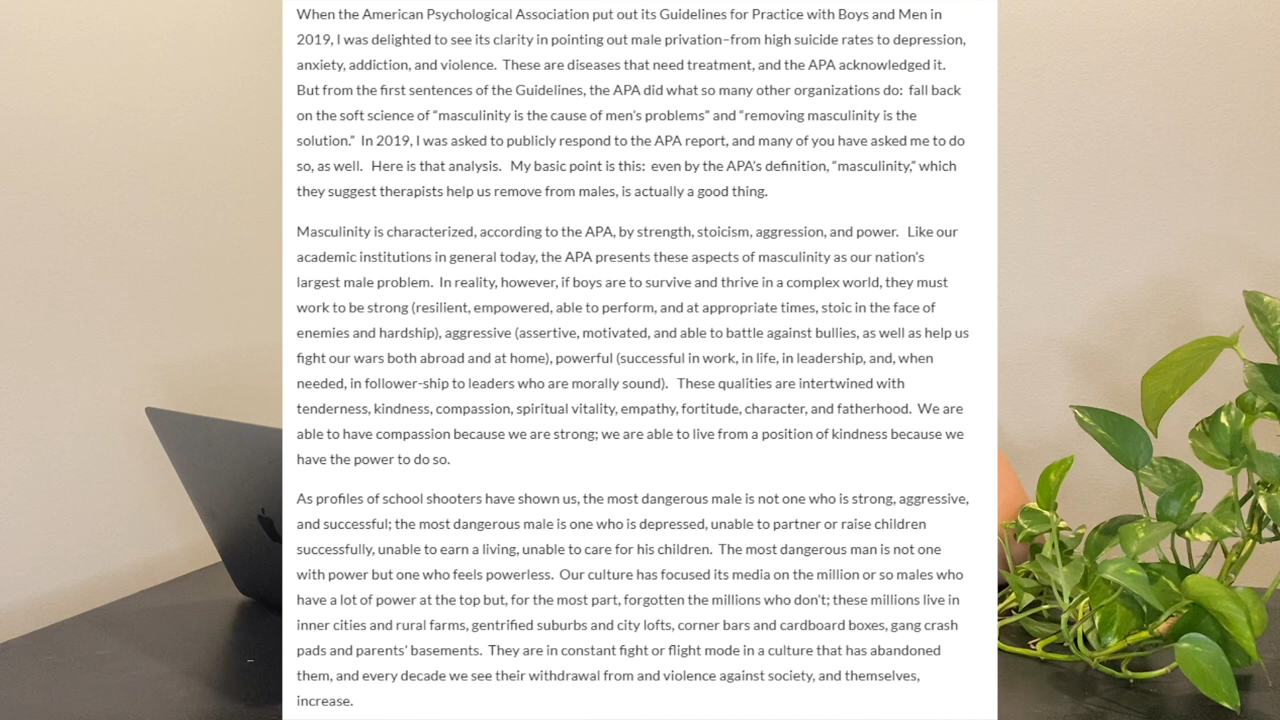 When the American Psychological Association put out its Guidelines for Practice with Boys and Men in
2019, I was delighted to see its clarity in pointing out male privation–from high suicide rates to depression,
anxiety, addiction, and violence. These are diseases that need treatment, and the APA acknowledged it.
But from the first sentences of the Guidelines, the APA did what so many other organizations do: fall back
on the soft science of “masculinity is the cause of men’s problems” and “removing masculinity is the
solution.” In 2019, I was asked to publicly respond to the APA report, and many of you have asked me to do
so, as well. Here is that analysis. My basic point is this: even by the APA’s definition, “masculinity,” which
they suggest therapists help us remove from males, is actually a good thing.
Masculinity is characterized, according to the APA, by strength, stoicism, aggression, and power. Like our
academic institutions in general today, the APA presents these aspects of masculinity as our nation’s
largest male problem. In reality, however, if boys are to survive and thrive in a complex world, they must
work to be strong (resilient, empowered, able to perform, and at appropriate times, stoic in the face of
enemies and hardship), aggressive (assertive, motivated, and able to battle against bullies, as well as help us
fight our wars both abroad and at home), powerful (successful in work, in life, in leadership, and, when
needed, in follower-ship to leaders who are morally sound). These qualities are intertwined with
tenderness, kindness, compassion, spiritual vitality, empathy, fortitude, character, and fatherhood. We are
able to have compassion because we are strong; we are able to live from a position of kindness because we
have the power to do so.
As profiles of school shooters have shown us, the most dangerous male is not one who is strong, aggressive,
and successful; the most dangerous male is one who is depressed, unable to partner or raise children
successfully, unable to earn a living, unable to care for his children. The most dangerous man is not one
with power but one who feels powerless. Our culture has focused its media on the million or so males who
have a lot of power at the top but, for the most part, forgotten the millions who don’t; these millions live in
inner cities and rural farms, gentrified suburbs and city lofts, corner bars and cardboard boxes, gang crash
pads and parents’ basements. They are in constant fight or flight mode in a culture that has abandoned
them, and every decade we see their withdrawal from and violence against society, and themselves,
increase.